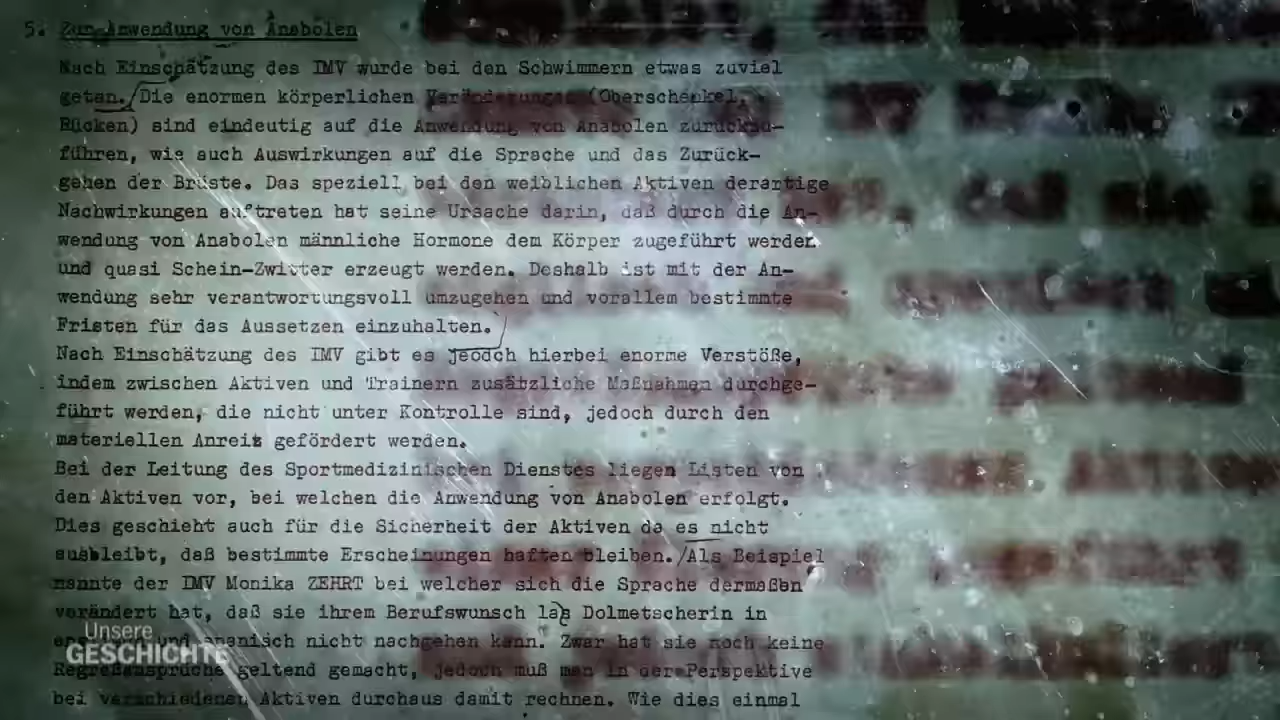 5. Zur Anwendung von Anabolen
Nach Einschätzung des IMV wurde bei den Schwimmern etwas zuviel
getan. Die enormen körperlichen Veränderungen (Oberschenkel,
Rücken) sind eindeutig auf die Anwendung von Anabolen zurückzu-
führen, wie auch Auswirkungen auf die Sprache und das Zurück-
gehen der Brüste. Das speziell bei den weiblichen Aktiven derartige
Nachwirkungen auftreten hat seine Ursache darin, daß durch die An-
wendung von Anabolen männliche Hormone dem Körper zugeführt werden
und quasi Schein-Zwitter erzeugt werden. Deshalb ist mit der An-
wendung sehr verantwortungsvoll umzugehen und vorallem bestimmte
Fristen für das Aussetzen einzuhalten.
Nach Einschätzung des IMV gibt es jeodch hierbei enorme Verstöße,
indem zwischen Aktiven und Trainern zusätzliche Maßnahmen durchge-
führt werden, die nicht unter Kontrolle sind, jedoch durch den
materiellen Anreiz gefördert werden.
Bei der Leitung des Sportmedizinischen Dienstes liegen Listen von
den Aktiven vor, bei welchen die Anwendung von Anabolen erfolgt.
Dies geschieht auch für die Sicherheit der Aktiven da es nicht
ausbleibt, daß bestimmte Erscheinungen haften bleiben. Als Beispiel
nannte der IMV Monika ZEHRT bei welcher sich die Sprache dermaßen
verändert hat, daß sie ihrem Berufswunsch las Dolmetscherin in
und spanisch nicht nachgehen kann. Zwar hat sie noch keine
Regreßansprüche geltend gemacht, jedoch muß man in der Perspektive
bei verschiedenen Aktiven durchaus damit rechnen. Wie dies einmal
Unsere
GESCHICHTE